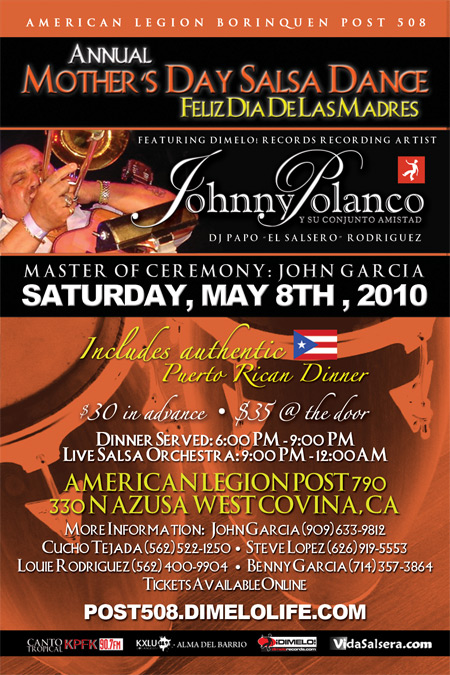 AMERICAN LEGION BORINQUEN POST 508
ANNUAL
MOTHER'S DAY SALSA DANCE
FELIZ DIA DE LAS MADRES
FEATURING DIMELO! RECORDS RECORDING ARTIST
Johnny Polanco
Y SU CONJUNTO AMISTAD
DJ PAPO -EL SALSERO- RODRIGUEZ
MASTER OF CEREMONY: JOHN GARCIA
SATURDAY, MAY 8TH , 2010
Includes authentic
Puerto Rican Dinner
$30 in advance • $35 @ the door
DINNER SERVED: 6:00 PM - 9:00 PM
LIVE SALSA ORCHESTRA: 9:00 PM - 12:00 AM
AMERICAN LEGION POST 790
330 N AZUSA WEST COVINA, CA
MORE INFORMATION: JOHN GARCIA (909) 633-9812
CUCHO TEJADA (562) 522-1250 • STEVE LOPEZ (626) 919-5553
LOUIE RODRIGUEZ (562) 400-9904 • BENNY GARCIA (714) 357-3864
TICKETS AVAILABLE ONLINE
POST508.DIMELOLIFE.COM
CANTO TROPICAL KPFK 90.7FM KXLU - ALMA DEL BARRIO DIMELO! records.com VidaSalsera.com